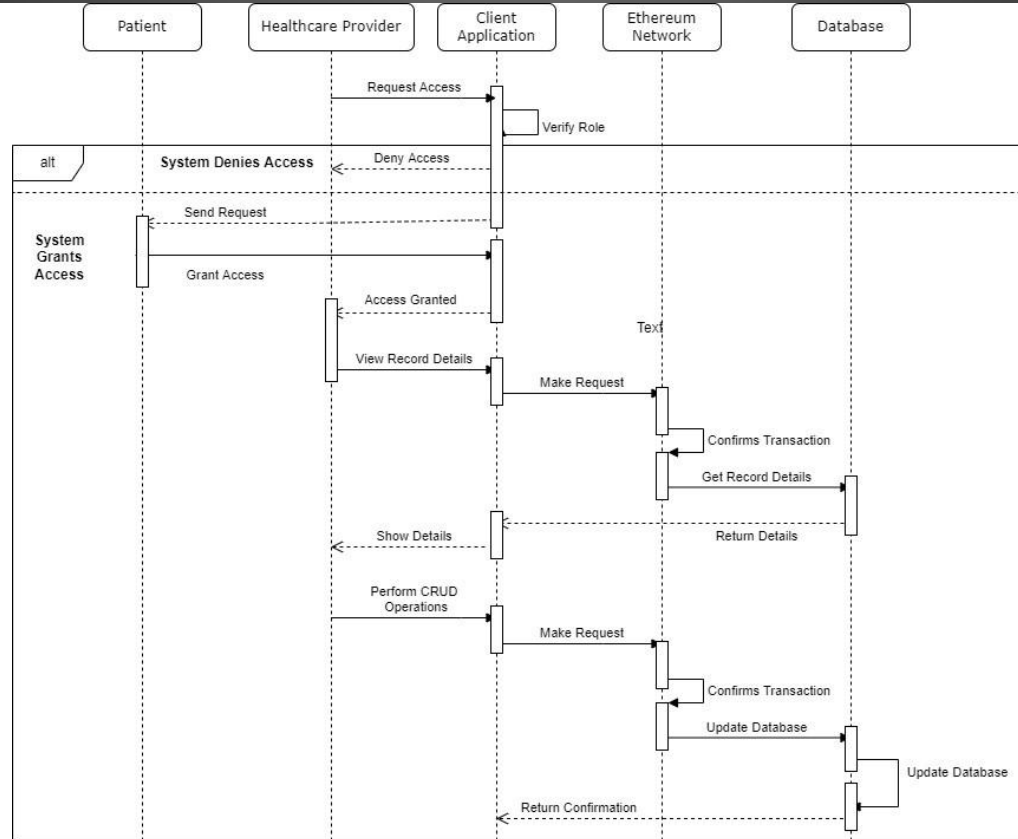 Patient
Healthcare Provider
Client
Application
Ethereum
Network
Database
Request Access
Verify Role
alt
System Denies Access
Deny Access
Send Request
System
Grants
Access
Grant Access
Access Granted
Text
View Record Details
Make Request
Confirms Transaction
Get Record Details
Return Details
Show Details
Perform CRUD
Operations
Make Request
Confirms Transaction
Update Database
Update Database
Return Confirmation